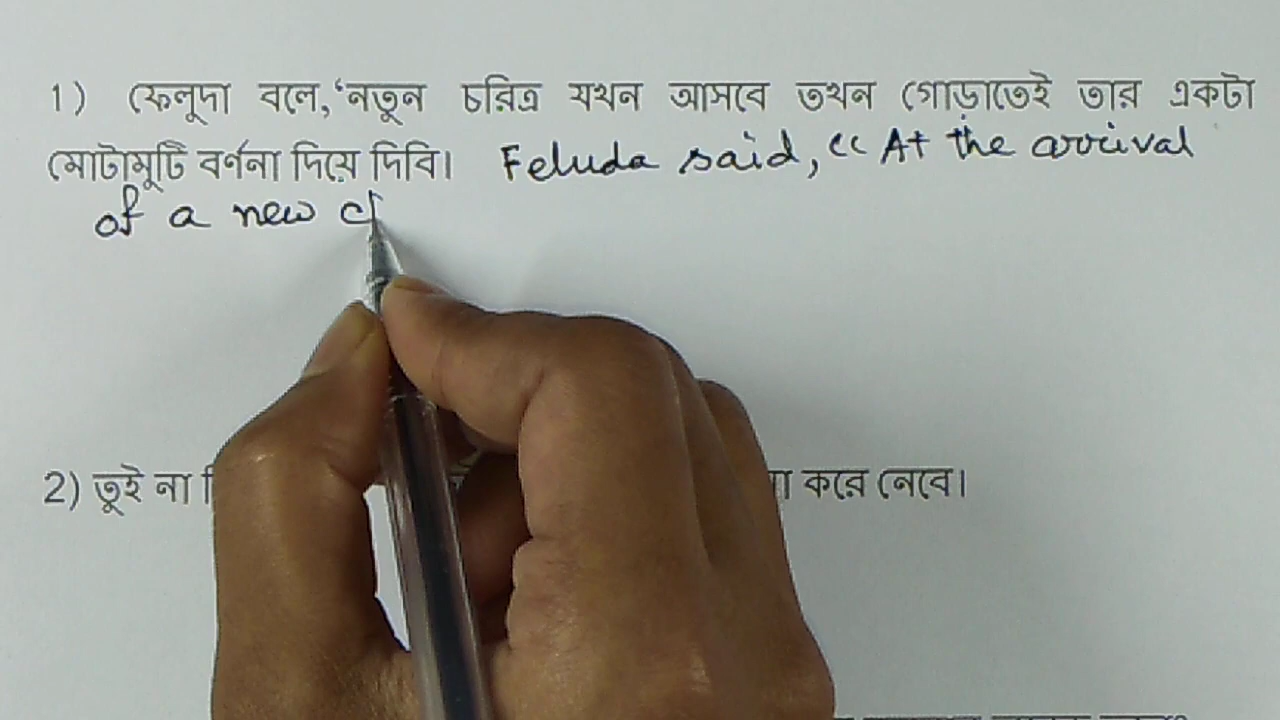 1) ফেলুদা বলে, ‘নতুন চরিত্র যখন আসবে তখন গোড়াতেই তার একটা
মোটামুটি বর্ণনা দিয়ে দিবি। Feluda said, “At the arrival
of a new
2) তুই না করে নেবে।